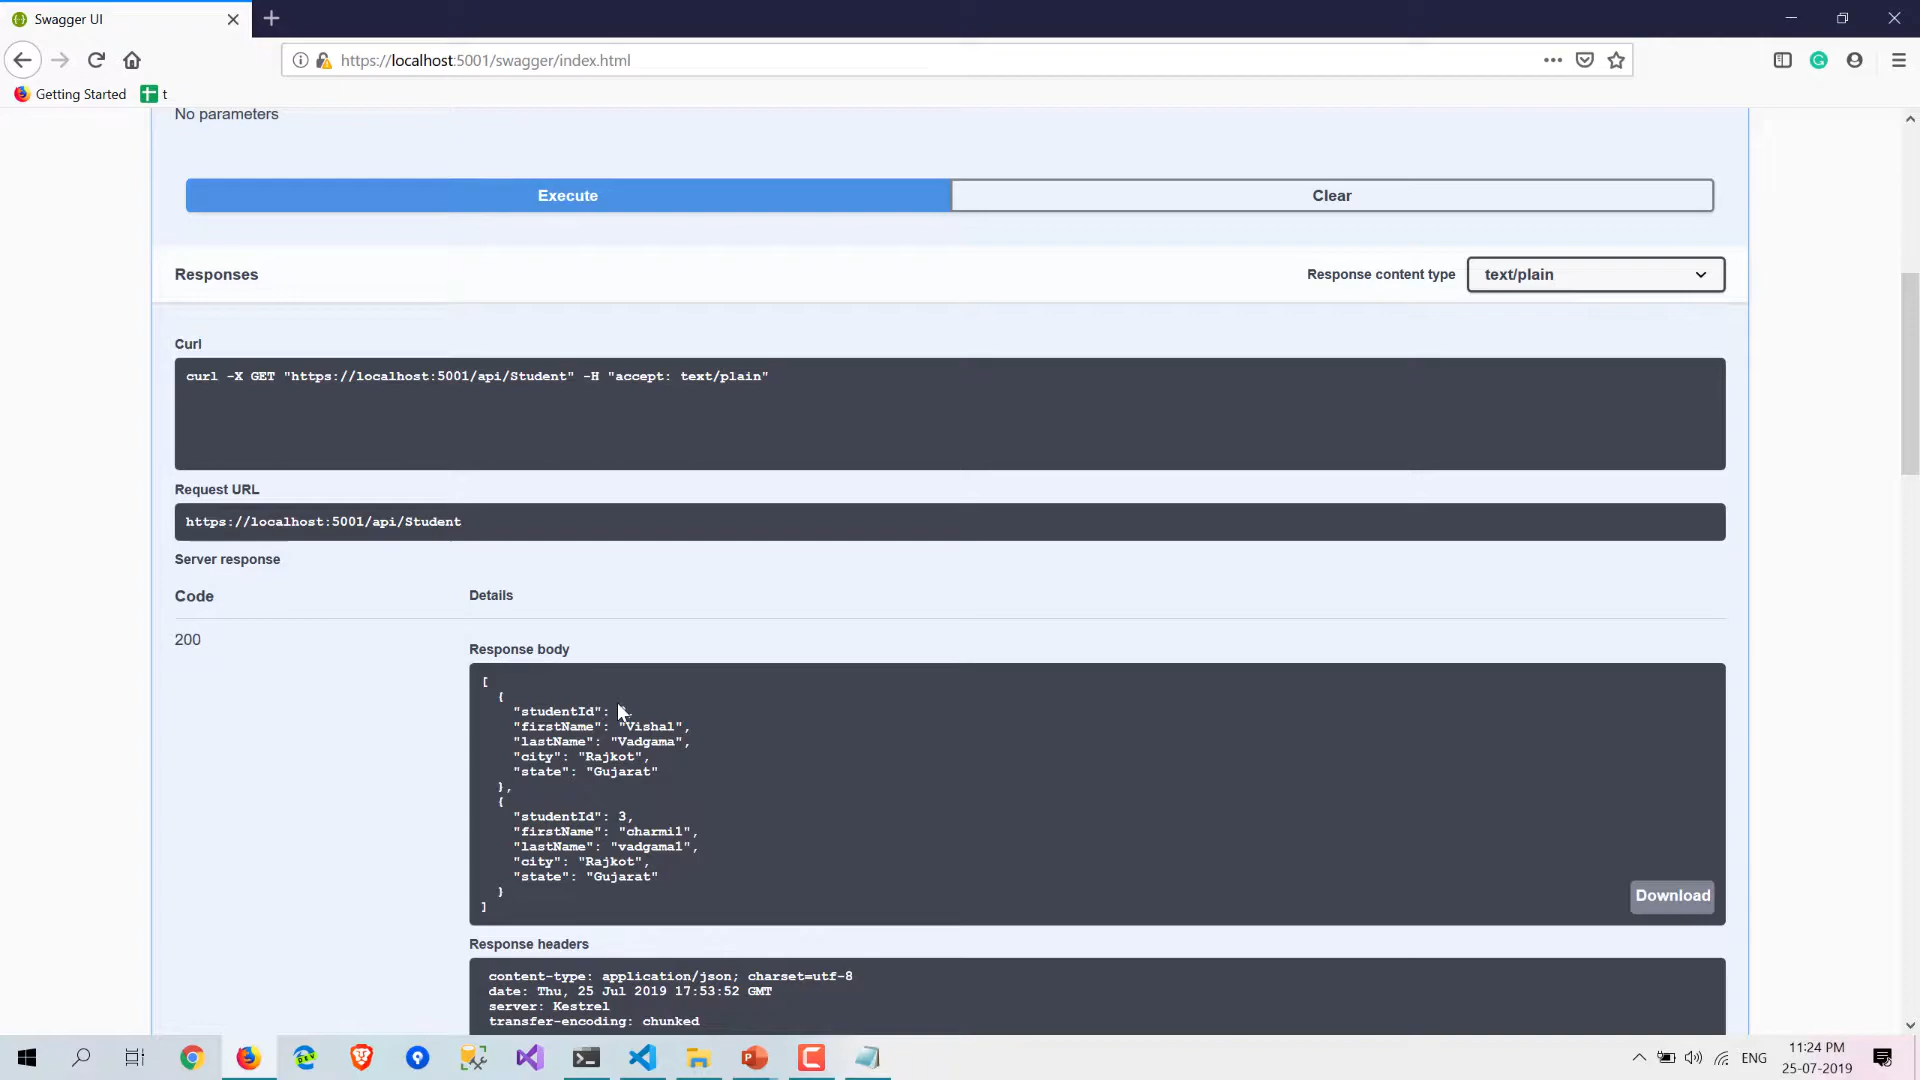 Swagger UI
https://localhost:5001/swagger/index.html
Getting Started
t
No parameters
Execute
Clear
Responses
Response content type
text/plain
Curl
curl -X GET "https://localhost:5001/api/Student" -H "accept: text/plain"
Request URL
https://localhost:5001/api/Student
Server response
Code
Details
200
Response body
[
{
"studentId":
"firstName": "Vishal",
"lastName": "Vadgama",
"city": "Rajkot",
"state": "Gujarat"
},
{
"studentId": 3,
"firstName": "charmi1",
"lastName": "vadgama1",
"city": "Rajkot",
"state": "Gujarat"
}
]
Download
Response headers
content-type: application/json; charset=utf-8
date: Thu, 25 Jul 2019 17:53:52 GMT
server: Kestrel
transfer-encoding: chunked
DEV
ENG
11:24 PM
25-07-2019